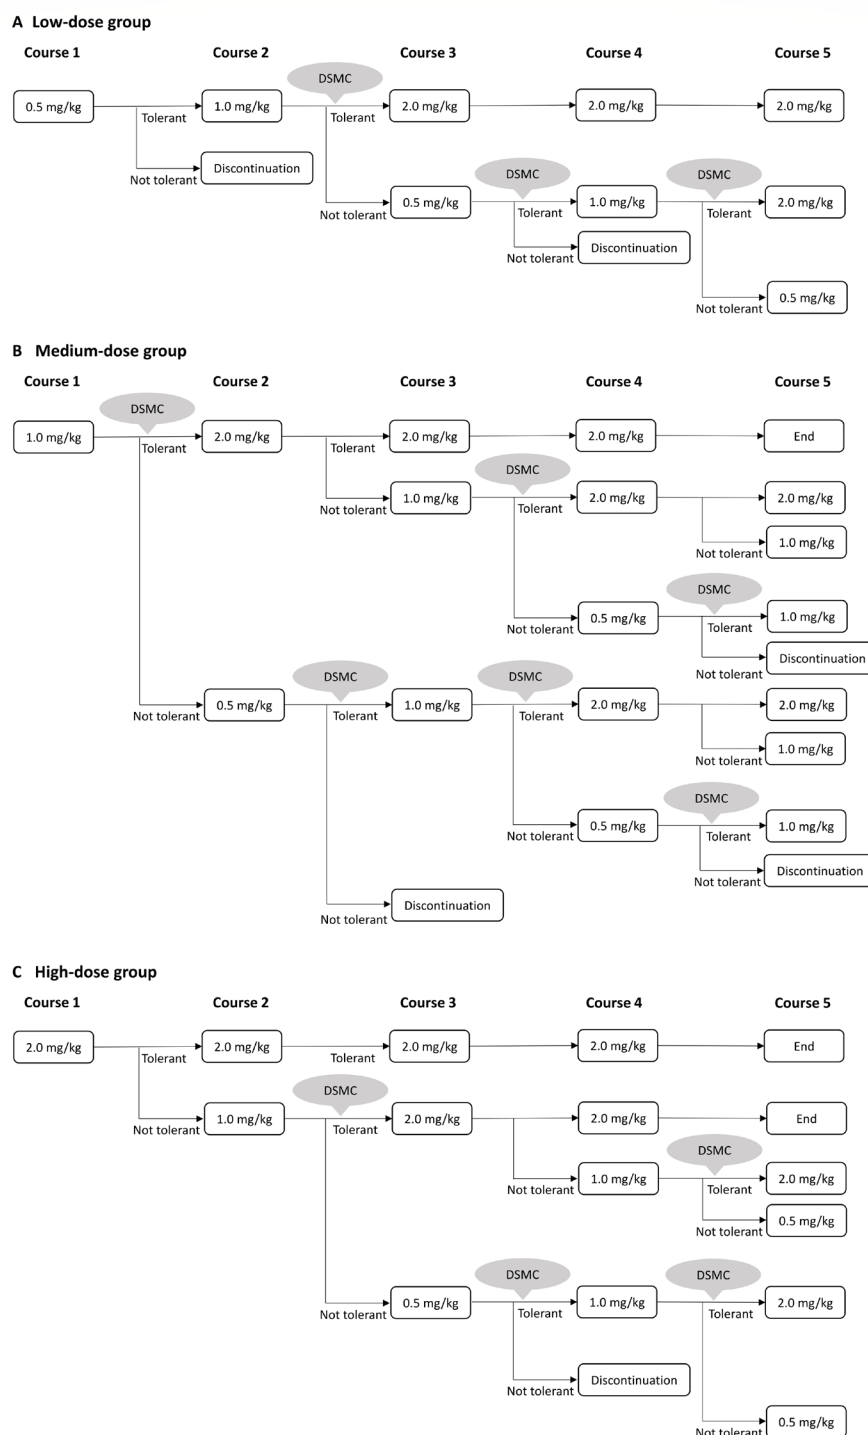 A Low-dose group
Course 1 Course 2 Course 3 Course 4 Course 5
DSMC
0.5 mg/kg 1.0 mg/kg 2.0 mg/kg 2.0 mg/kg 2.0 mg/kg
Tolerant Tolerant
Discontinuation DSMC DSMC
Not tolerant
0.5 mg/kg 1.0 mg/kg 2.0 mg/kg
Not tolerant Tolerant Tolerant
Discontinuation
Not tolerant
0.5 mg/kg
Not tolerant
B Medium-dose group
Course 1 Course 2 Course 3 Course 4 Course 5
DSMC
1.0 mg/kg 2.0 mg/kg 2.0 mg/kg 2.0 mg/kg End
Tolerant Tolerant
DSMC
1.0 mg/kg 2.0 mg/kg 2.0 mg/kg
Not tolerant Tolerant
1.0 mg/kg
Not tolerant
DSMC
0.5 mg/kg 1.0 mg/kg
Not tolerant Tolerant
Discontinuation
Not tolerant
DSMC DSMC
0.5 mg/kg 1.0 mg/kg 2.0 mg/kg 2.0 mg/kg
Not tolerant Tolerant Tolerant
1.0 mg/kg
Not tolerant
DSMC
0.5 mg/kg 1.0 mg/kg
Not tolerant Tolerant
Discontinuation
Not tolerant
Discontinuation
Not tolerant
C High-dose group
Course 1 Course 2 Course 3 Course 4 Course 5
2.0 mg/kg 2.0 mg/kg 2.0 mg/kg 2.0 mg/kg End
Tolerant Tolerant
DSMC
1.0 mg/kg 2.0 mg/kg 2.0 mg/kg End
Not tolerant Tolerant
DSMC
1.0 mg/kg 2.0 mg/kg
Not tolerant Tolerant
0.5 mg/kg
Not tolerant
DSMC DSMC
0.5 mg/kg 1.0 mg/kg 2.0 mg/kg
Not tolerant Tolerant Tolerant
Discontinuation
Not tolerant
0.5 mg/kg
Not tolerant